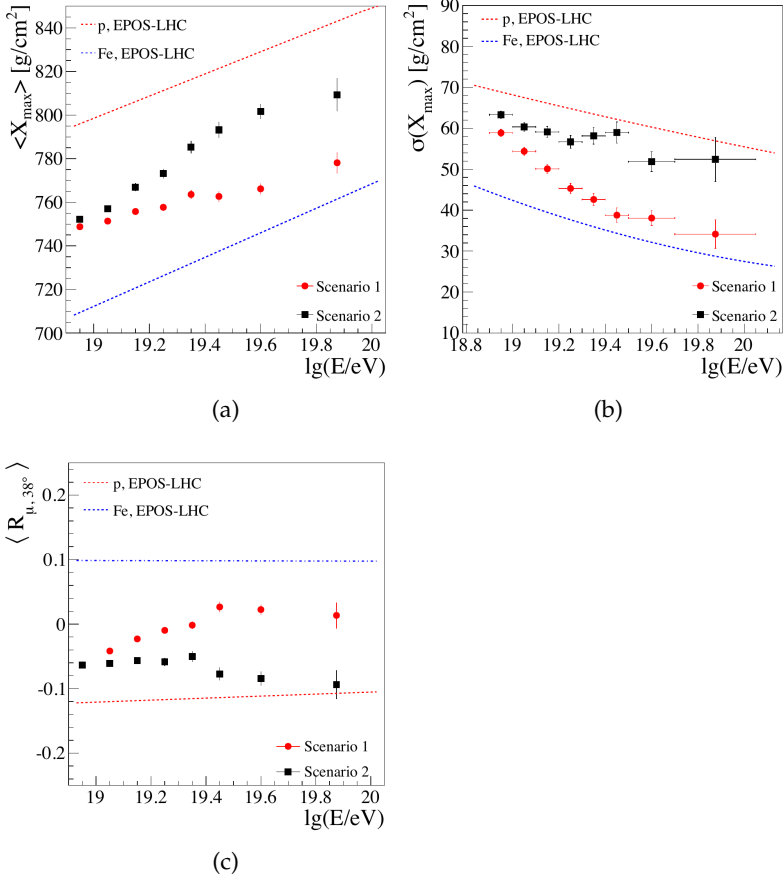 <X_max> [g/cm²]
850
840
820
800
780
760
740
720
700
p, EPOS-LHC
Fe, EPOS-LHC
Scenario 1
Scenario 2
19 19.2 19.4 19.6 19.8 20
lg(E/eV)
(a)
σ(X_max) [g/cm²]
90
80
70
60
50
40
30
20
10
p, EPOS-LHC
Fe, EPOS-LHC
Scenario 1
Scenario 2
18.8 19 19.2 19.4 19.6 19.8 20
lg(E/eV)
(b)
⟨ R_μ, 38° ⟩
0.2
0.1
0
-0.1
-0.2
p, EPOS-LHC
Fe, EPOS-LHC
Scenario 1
Scenario 2
19 19.2 19.4 19.6 19.8 20
lg(E/eV)
(c)